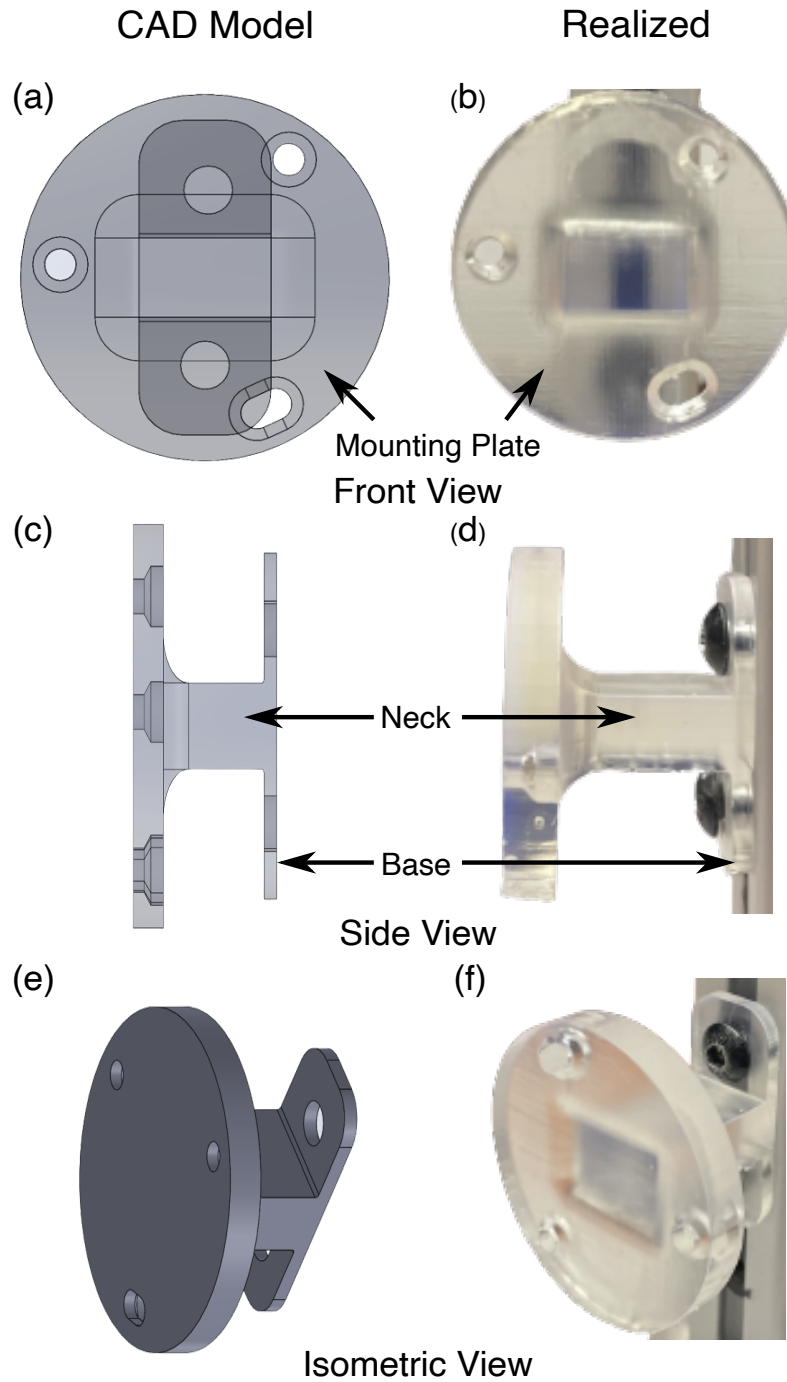 CAD Model
Realized
(a)
(b)
Mounting Plate
Front View
(c)
(d)
Neck
Base
Side View
(e)
(f)
Isometric View